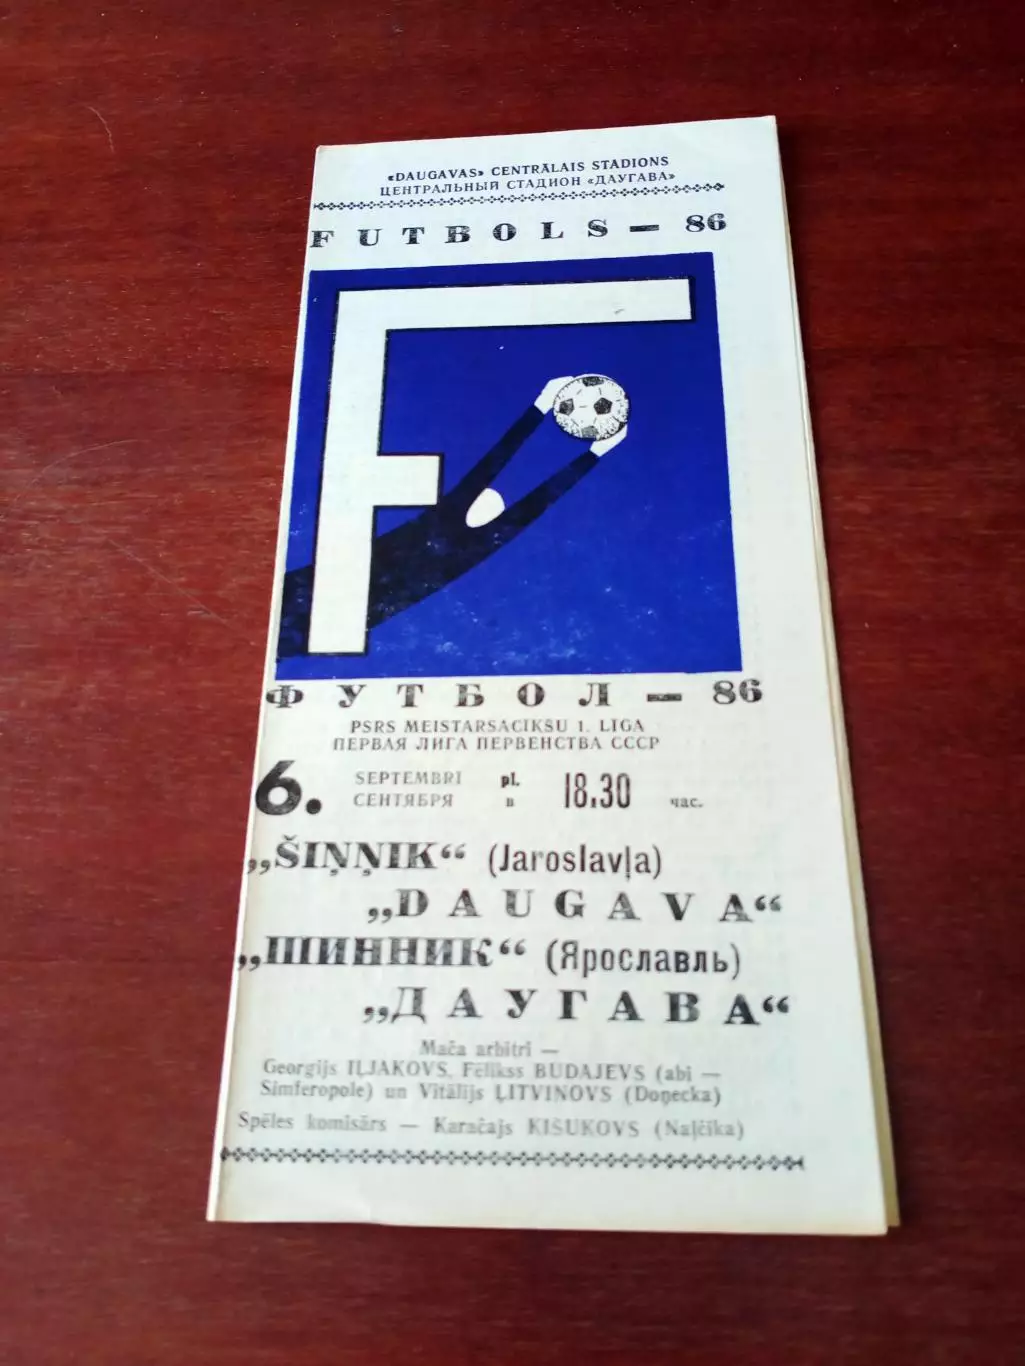 «DAUGAVAS» CENTRĀLAIS STADIONS
ЦЕНТРАЛЬНЫЙ СТАДИОН «ДАУГАВА»
FUTBOLS — 86
ФУТБОЛ — 86
PSRS MEISTARSACIKSU 1. LIGA
ПЕРВАЯ ЛИГА ПЕРВЕНСТВА СССР
6. SEPTEMBRĪ pl. 18.30
СЕНТЯБРЯ в час.
„ŠIŅŅIK“ (Jaroslavļa)
„DAUGAVA“
„ШИННИК“ (Ярославль)
„ДАУГАВА“
Mača arbitri —
Georgijs IĻJAKOVS, Fēlikss BUDAJEVS (abi —
Simferopole) un Vitālijs ĻITVIŅOVS (Doņecka)
Spēles komisārs — Karačajs KIŠUKOVS (Naļčika)